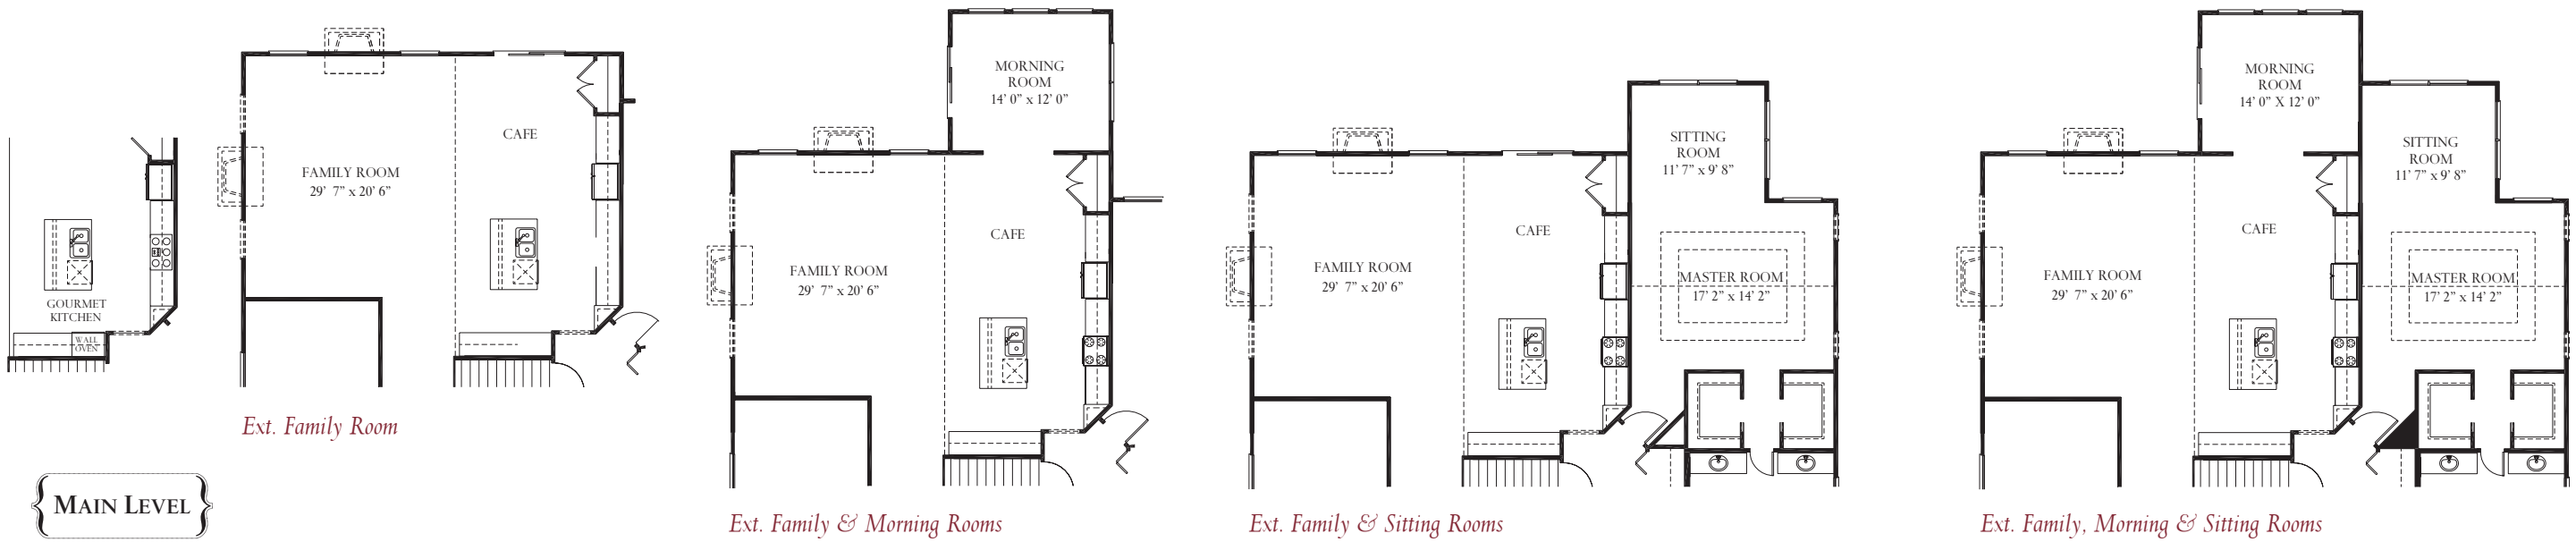 GOURMET
KITCHEN
WALL
OVEN
FAMILY ROOM
29’ 7” x 20’ 6”
CAFE
Ext. Family Room
MAIN LEVEL
MORNING
ROOM
14’ 0” x 12’ 0”
CAFE
FAMILY ROOM
29’ 7” x 20’ 6”
Ext. Family & Morning Rooms
SITTING
ROOM
11’ 7” x 9’ 8”
CAFE
FAMILY ROOM
29’ 7” x 20’ 6”
MASTER ROOM
17’ 2” x 14’ 2”
Ext. Family & Sitting Rooms
MORNING
ROOM
14’ 0” X 12’ 0”
SITTING
ROOM
11’ 7” x 9’ 8”
CAFE
FAMILY ROOM
29’ 7” x 20’ 6”
MASTER ROOM
17’ 2” x 14’ 2”
Ext. Family, Morning & Sitting Rooms